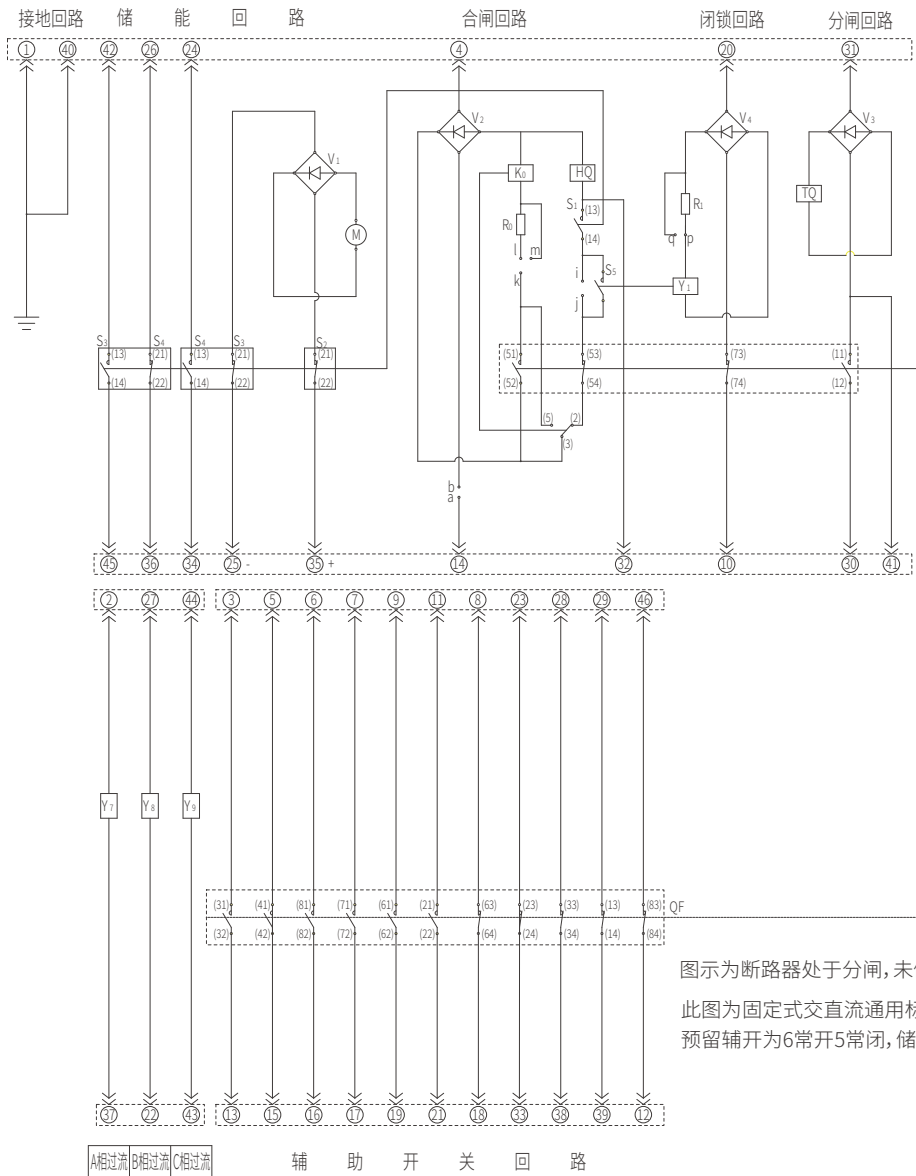 接地回路 储 能 回 路 合闸回路 闭锁回路 分闸回路
1 40 42 26 24 4 20 31
V1 V2 V4 V3
M K0 HQ TQ
S1 (13)
(14)
R0 R1
l m q p
k i S5
j Y1
S3 (13) S4 (21) S4 (13) S3 (21) S2 (21)
(14) (22) (14) (22) (22)
(51) (53) (73) (11)
(52) (54) (74) (12)
(5) (2)
(3)
b
a
45 36 34 25 - 35 + 14 32 10 30 41
2 27 44 3 5 6 7 9 11 8 23 28 29 46
Y7 Y8 Y9
(31) (41) (81) (71) (61) (21) (63) (23) (33) (13) (83) QF
(32) (42) (82) (72) (62) (22) (64) (24) (34) (14) (84)
图示为断路器处于分闸，未
此图为固定式交直流通用
预留辅开为6常开5常闭，储
37 22 43 13 15 16 17 19 21 18 33 38 39 12
A相过流 B相过流 C相过流 辅 助 开 关 回 路